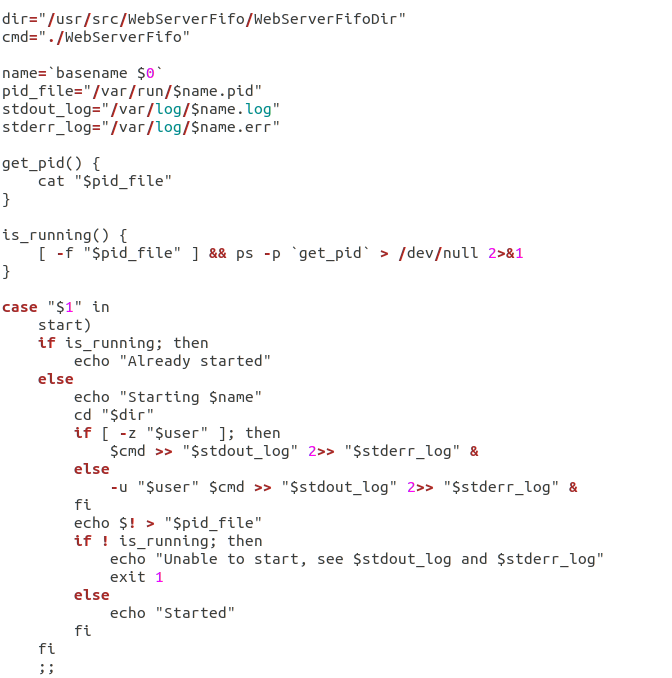 dir="/usr/src/WebServerFifo/WebServerFifoDir"
cmd="./WebServerFifo"

name=`basename $0`
pid_file="/var/run/$name.pid"
stdout_log="/var/log/$name.log"
stderr_log="/var/log/$name.err"

get_pid() {
    cat "$pid_file"
}

is_running() {
    [ -f "$pid_file" ] && ps -p `get_pid` > /dev/null 2>&1
}

case "$1" in
    start)
    if is_running; then
        echo "Already started"
    else
        echo "Starting $name"
        cd "$dir"
        if [ -z "$user" ]; then
            $cmd >> "$stdout_log" 2>> "$stderr_log" &
        else
            -u "$user" $cmd >> "$stdout_log" 2>> "$stderr_log" &
        fi
        echo $! > "$pid_file"
        if ! is_running; then
            echo "Unable to start, see $stdout_log and $stderr_log"
            exit 1
        else
            echo "Started"
        fi
    fi
    ;;